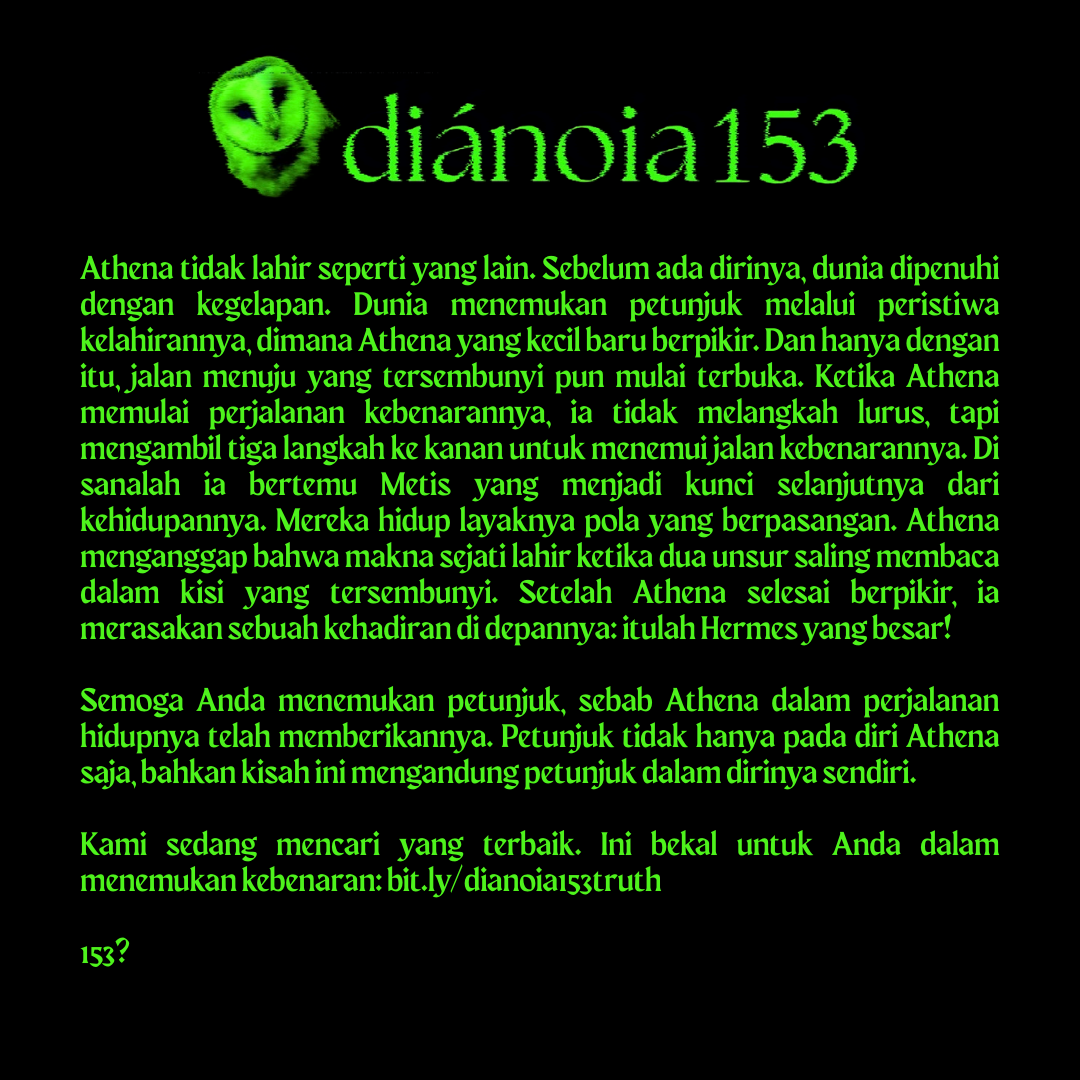 diánoia153
Athena tidak lahir seperti yang lain. Sebelum ada dirinya, dunia dipenuhi
dengan kegelapan. Dunia menemukan petunjuk melalui peristiwa
kelahirannya, dimana Athena yang kecil baru berpikir. Dan hanya dengan
itu, jalan menuju yang tersembunyi pun mulai terbuka. Ketika Athena
memulai perjalanan kebenarannya, ia tidak melangkah lurus, tapi
mengambil tiga langkah ke kanan untuk menemui jalan kebenarannya. Di
sanalah ia bertemu Metis yang menjadi kunci selanjutnya dari
kehidupannya. Mereka hidup layaknya pola yang berpasangan. Athena
menganggap bahwa makna sejati lahir ketika dua unsur saling membaca
dalam kisi yang tersembunyi. Setelah Athena selesai berpikir, ia
merasakan sebuah kehadiran di depannya: itulah Hermes yang besar!
Semoga Anda menemukan petunjuk, sebab Athena dalam perjalanan
hidupnya telah memberikannya. Petunjuk tidak hanya pada diri Athena
saja, bahkan kisah ini mengandung petunjuk dalam dirinya sendiri.
Kami sedang mencari yang terbaik. Ini bekal untuk Anda dalam
menemukan kebenaran: bit.ly/dianoia153truth
153?